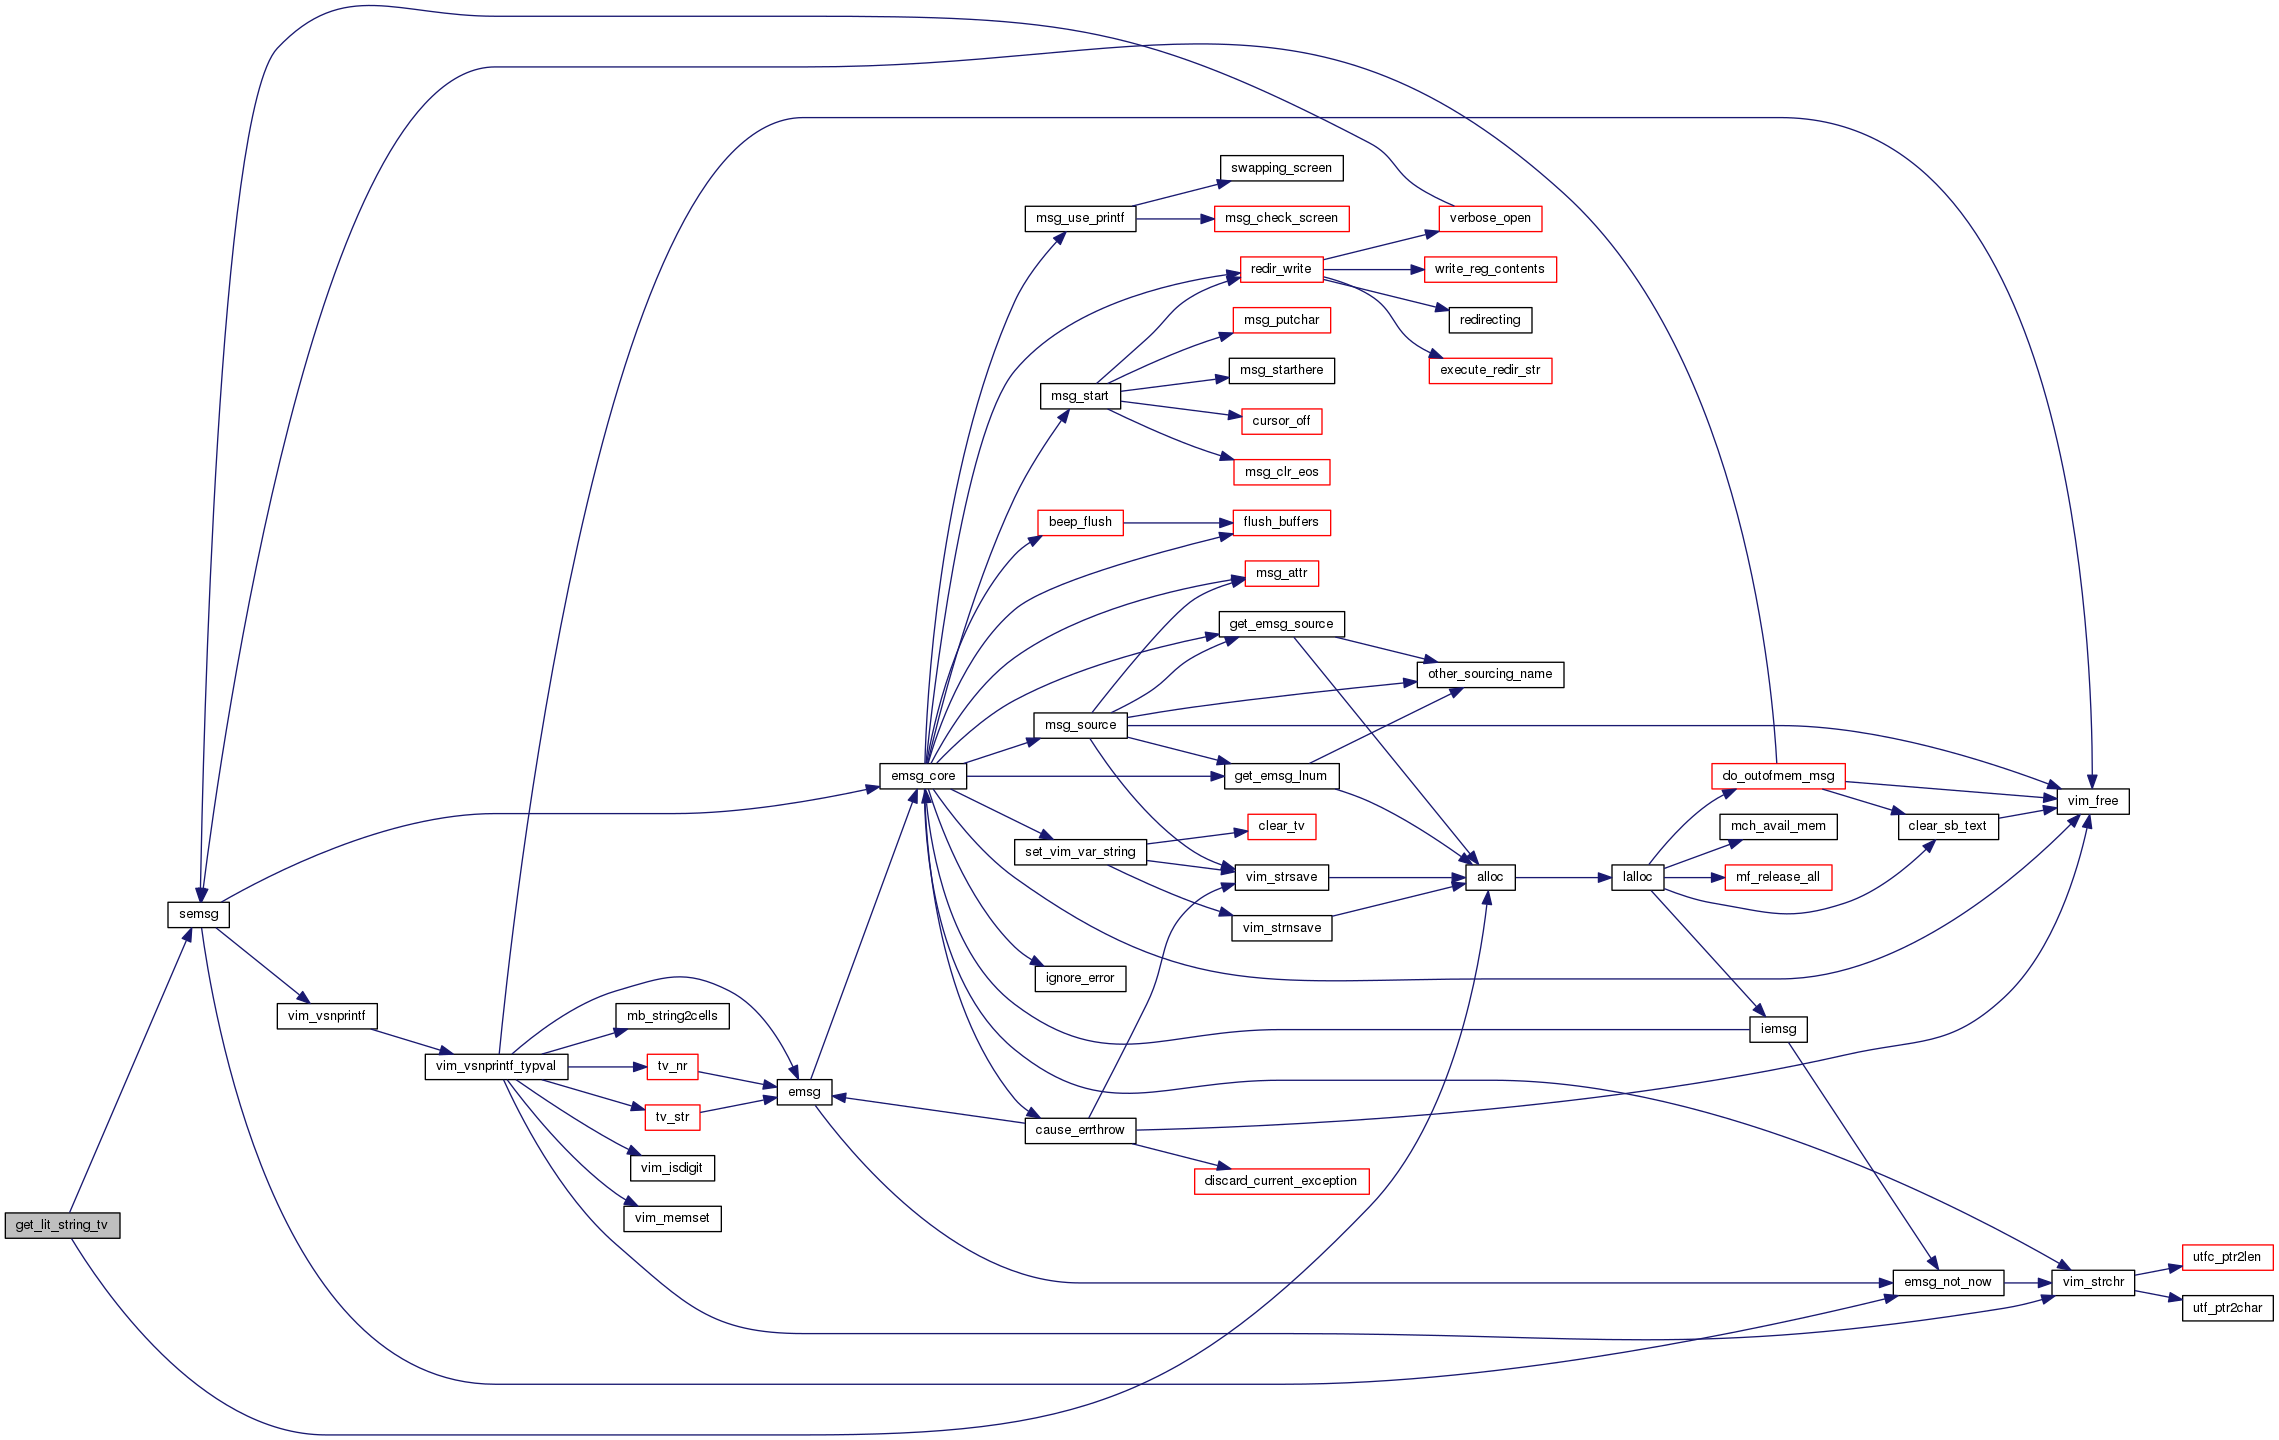 swapping_screen
msg_use_printf
msg_check_screen
verbose_open
redir_write
write_reg_contents
msg_putchar
redirecting
msg_starthere
execute_redir_str
msg_start
cursor_off
msg_clr_eos
beep_flush
flush_buffers
msg_attr
get_emsg_source
other_sourcing_name
msg_source
emsg_core
get_emsg_lnum
do_outofmem_msg
vim_free
clear_tv
mch_avail_mem
clear_sb_text
set_vim_var_string
vim_strsave
alloc
lalloc
mf_release_all
semsg
vim_strnsave
ignore_error
vim_vsnprintf
mb_string2cells
iemsg
vim_vsnprintf_typval
tv_nr
emsg
tv_str
cause_errthrow
vim_isdigit
discard_current_exception
vim_memset
get_lit_string_tv
utfc_ptr2len
emsg_not_now
vim_strchr
utf_ptr2char